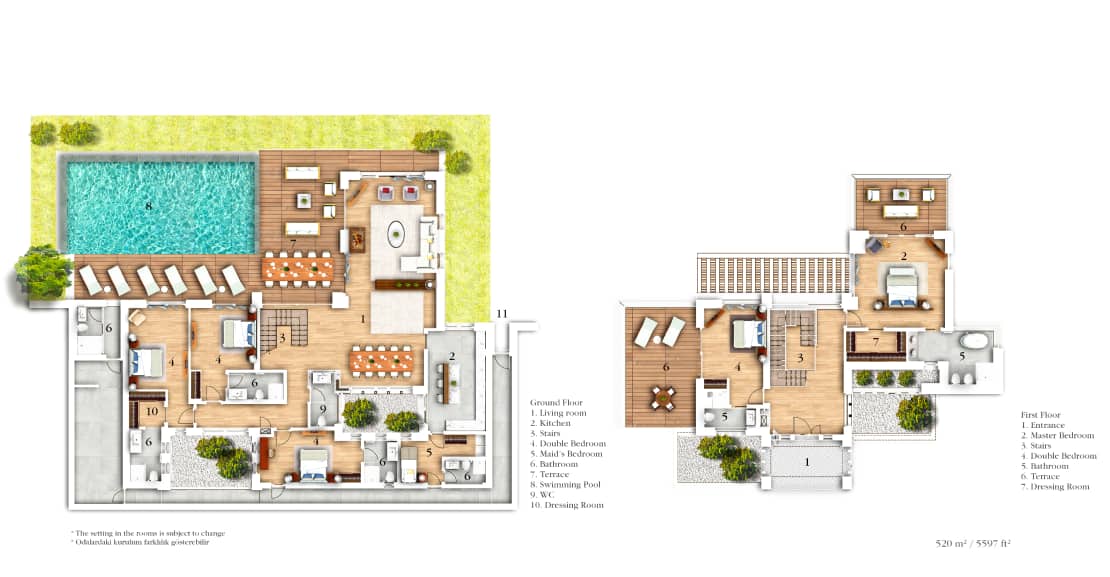 8
7
6
11
1
3
2
4
4
6
10
9
6
4
6
5
6
Ground Floor
1. Living room
2. Kitchen
3. Stairs
4. Double Bedroom
5. Maid's Bedroom
6. Bathroom
7. Terrace
8. Swimming Pool
9. WC
10. Dressing Room
* The setting in the rooms is subject to change
* Odalardaki kurulum farklılık gösterebilir
6
2
7
5
3
6
4
5
1
First Floor
1. Entrance
2. Master Bedroom
3. Stairs
4. Double Bedroom
5. Bathroom
6. Terrace
7. Dressing Room
520 m² / 5597 ft²